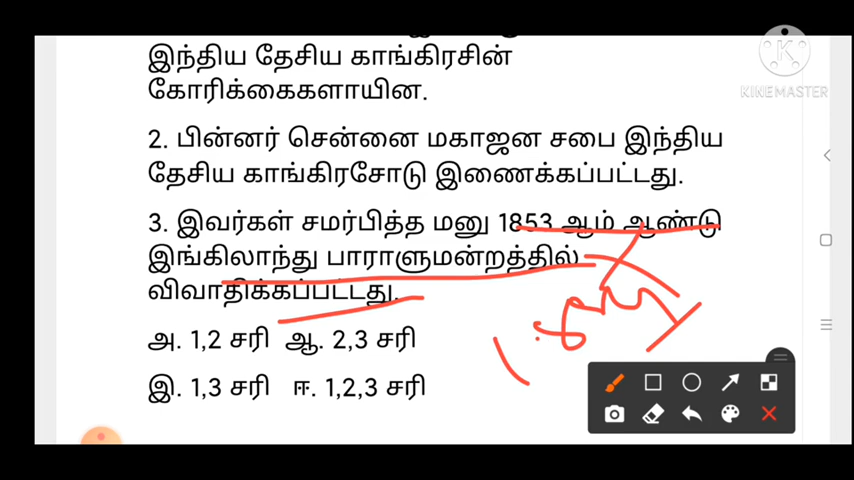 இந்திய தேசிய காங்கிரசின்
கோரிக்கைகளாயின.
2. பின்னர் சென்னை மகாஜன சபை இந்திய
தேசிய காங்கிரசோடு இணைக்கப்பட்டது.
3. இவர்கள் சமர்பித்த மனு 1853 ஆம் ஆண்டு
இங்கிலாந்து பாராளுமன்றத்தில்
விவாதிக்கப்பட்டது.
அ. 1,2 சரி ஆ. 2,3 சரி
இ. 1,3 சரி ஈ. 1,2,3 சரி
KINEMASTER